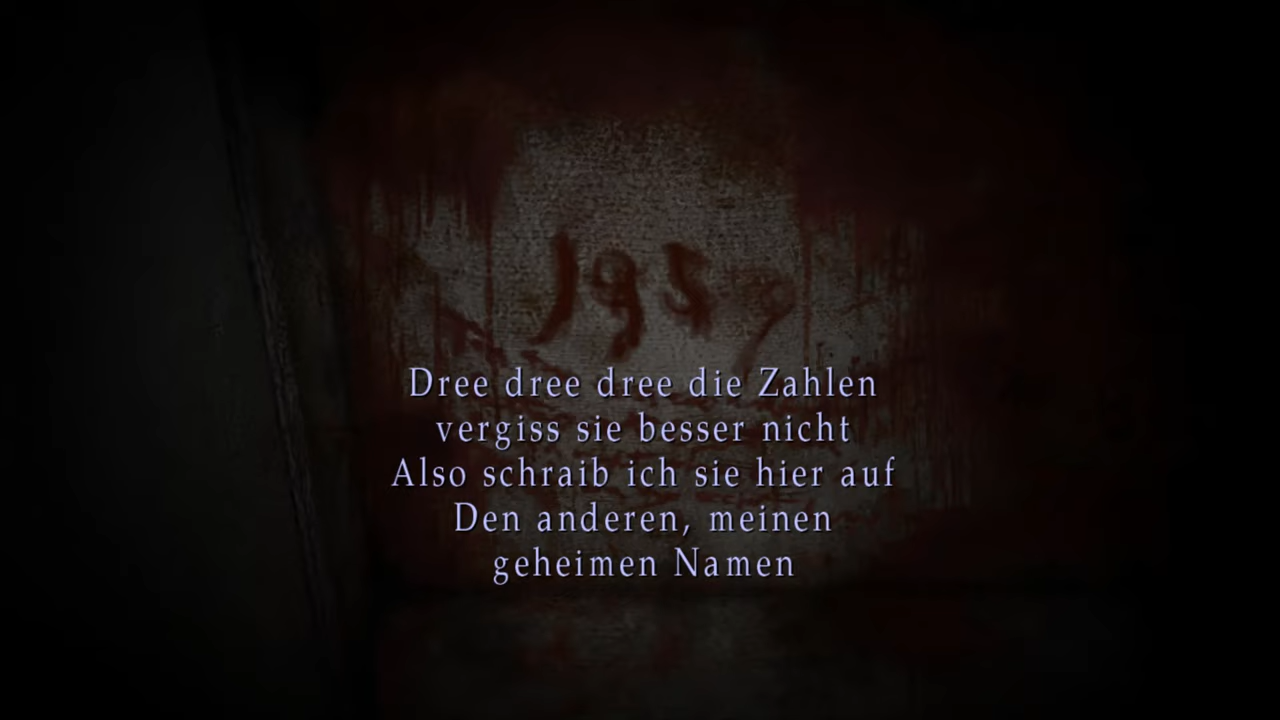 195
Dree dree dree die Zahlen
vergiss sie besser nicht
Also schraib ich sie hier auf
Den anderen, meinen
geheimen Namen